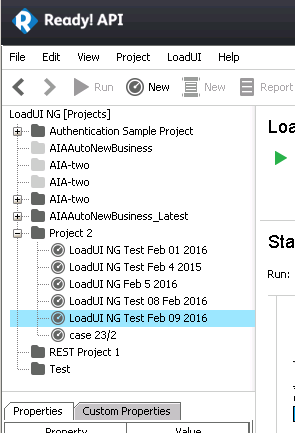 Ready! API
File Edit View Project LoadUI Help
Run New New Report
LoadUI NG [Projects]
Authentication Sample Project
AIAAutoNewBusiness
AIA-two
AIA-two
AIA-two
AIAAutoNewBusiness_Latest
Project 2
LoadUI NG Test Feb 01 2016
LoadUI NG Test Feb 4 2015
LoadUI NG Feb 5 2016
LoadUI NG Test 08 Feb 2016
LoadUI NG Test Feb 09 2016
case 23/2
REST Project 1
Test
Loa
Sta
Run:
Properties Custom Properties
Property Value